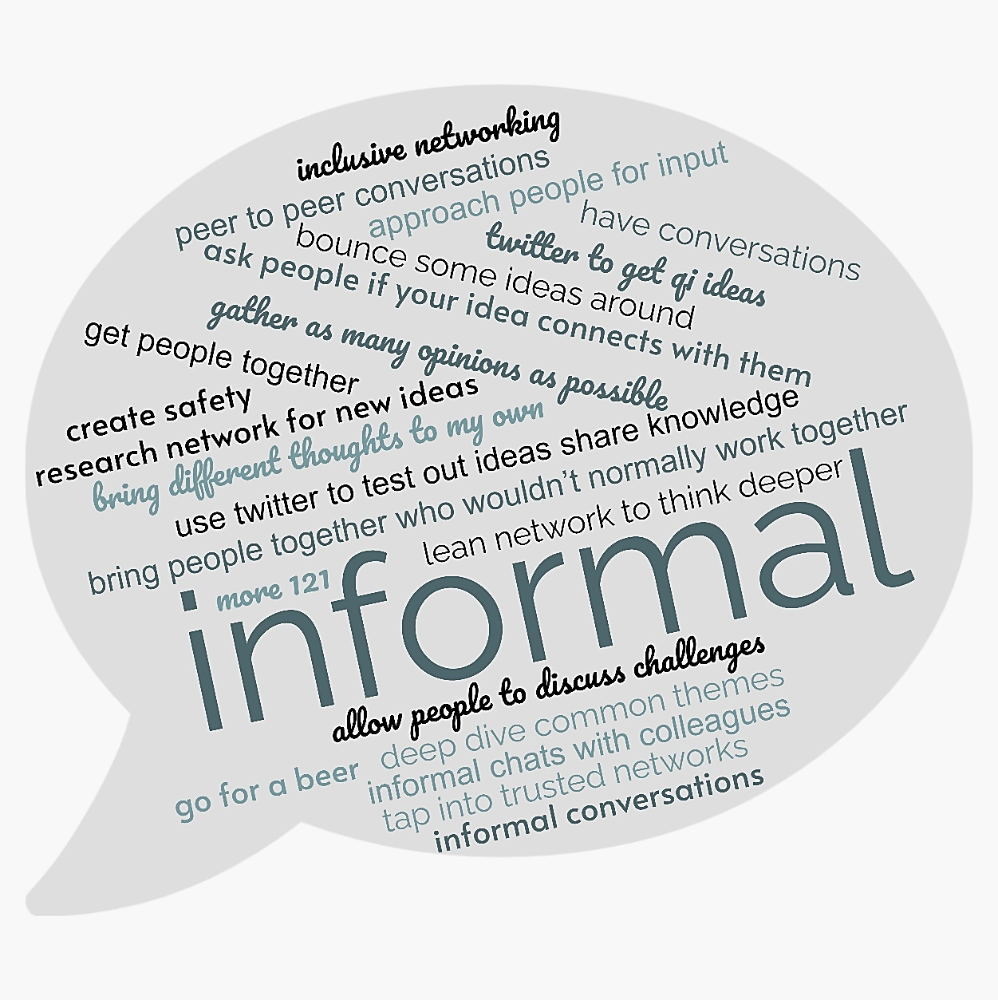 inclusive networking
peer to peer conversations
approach people for input
have conversations
bounce some ideas around
twitter to get qi ideas
ask people if your idea connects with them
gather as many opinions as possible
get people together
create safety
research network for new ideas
bring different thoughts to my own
use twitter to test out ideas share knowledge
bring people together who wouldn't normally work together
lean network to think deeper
more 121
informal
allow people to discuss challenges
deep dive common themes
go for a beer
informal chats with colleagues
tap into trusted networks
informal conversations